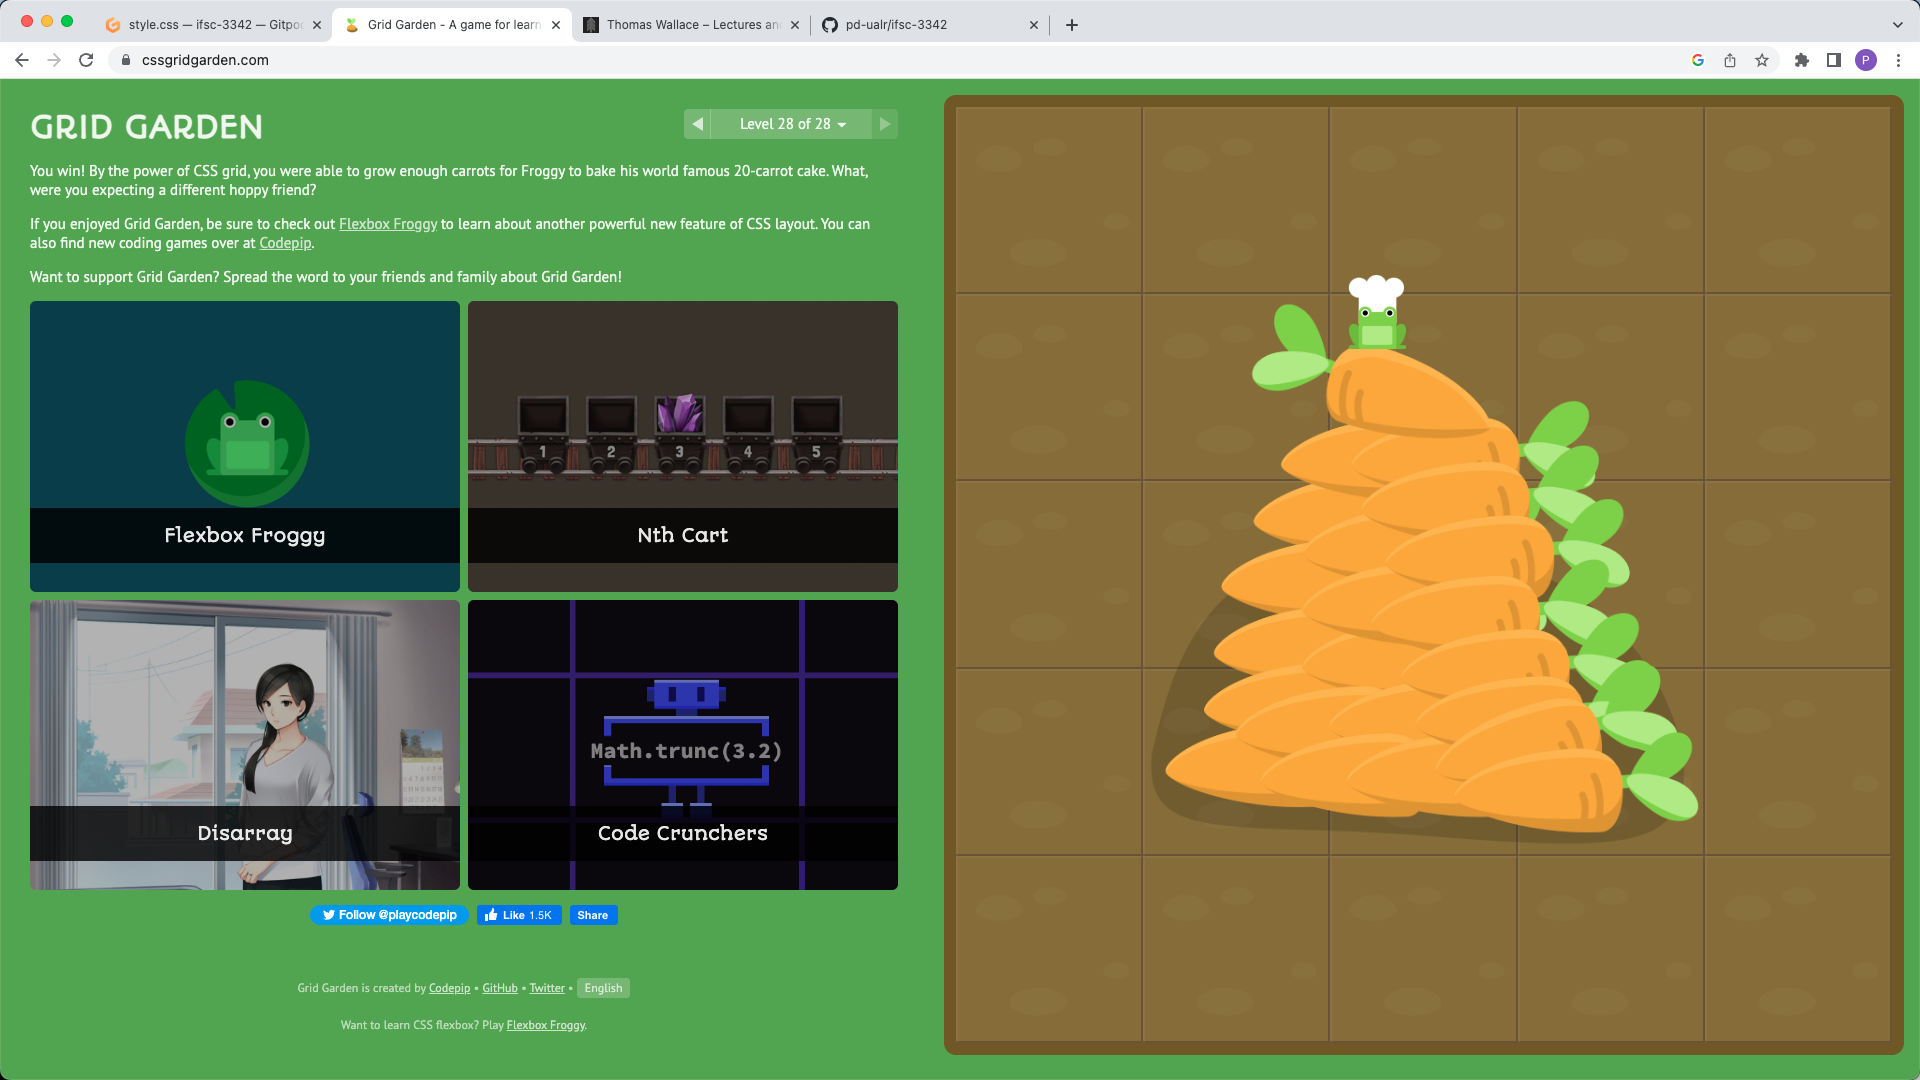 style.css — ifsc-3342 — Gitpod
Grid Garden - A game for learn
Thomas Wallace – Lectures and
pd-ualr/ifsc-3342
cssgridgarden.com
P
GRID GARDEN
Level 28 of 28
You win! By the power of CSS grid, you were able to grow enough carrots for Froggy to bake his world famous 20-carrot cake. What,
were you expecting a different hoppy friend?
If you enjoyed Grid Garden, be sure to check out Flexbox Froggy to learn about another powerful new feature of CSS layout. You can
also find new coding games over at Codepip.
Want to support Grid Garden? Spread the word to your friends and family about Grid Garden!
1 2 3 4 5
Flexbox Froggy
Nth Cart
Math.trunc(3.2)
Disarray
Code Crunchers
Follow @playcodepip
Like 1.5K
Share
Grid Garden is created by Codepip • GitHub • Twitter • English
Want to learn CSS flexbox? Play Flexbox Froggy.